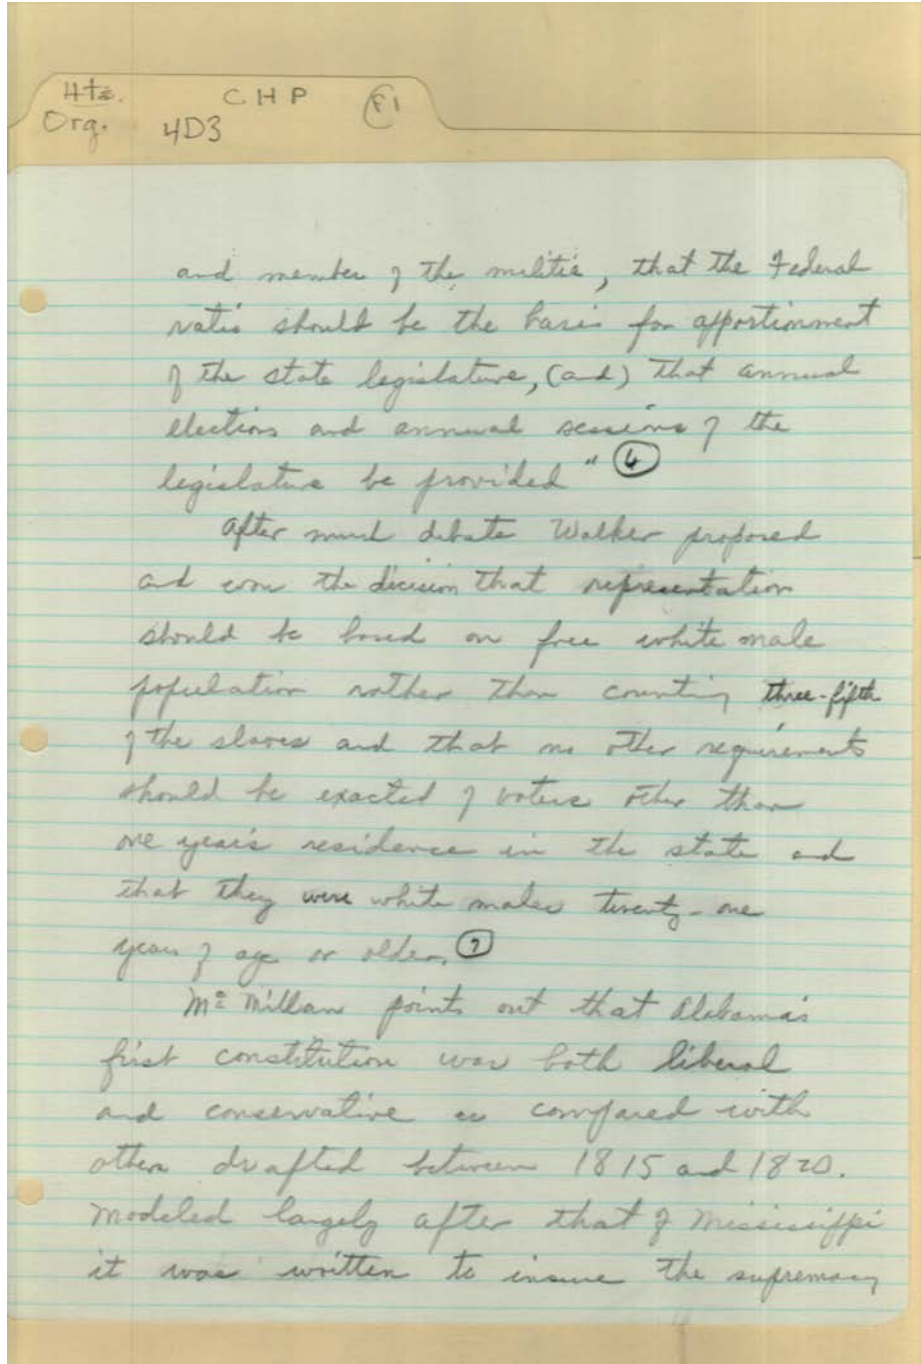 Hts. CHP F1
Org. 4D3
and member of the militia, that the Federal
ratio should be the basis for apportionment
of the state legislature, (and) that annual
elections and annual sessions of the
legislature be provided" 6
After much debate Walker proposed
and won the decision that representation
should be based on free white male
population rather than counting three-fifth
of the slaves and that no other requirements
should be exacted of voters other than
one year's residence in the state and
that they were white males twenty-one
years of age or older. 7
McMillan points out that Alabama's
first constitution was both liberal
and conservative as compared with
others drafted between 1815 and 1820.
Modeled largely after that of Mississippi
it was written to insure the supremacy